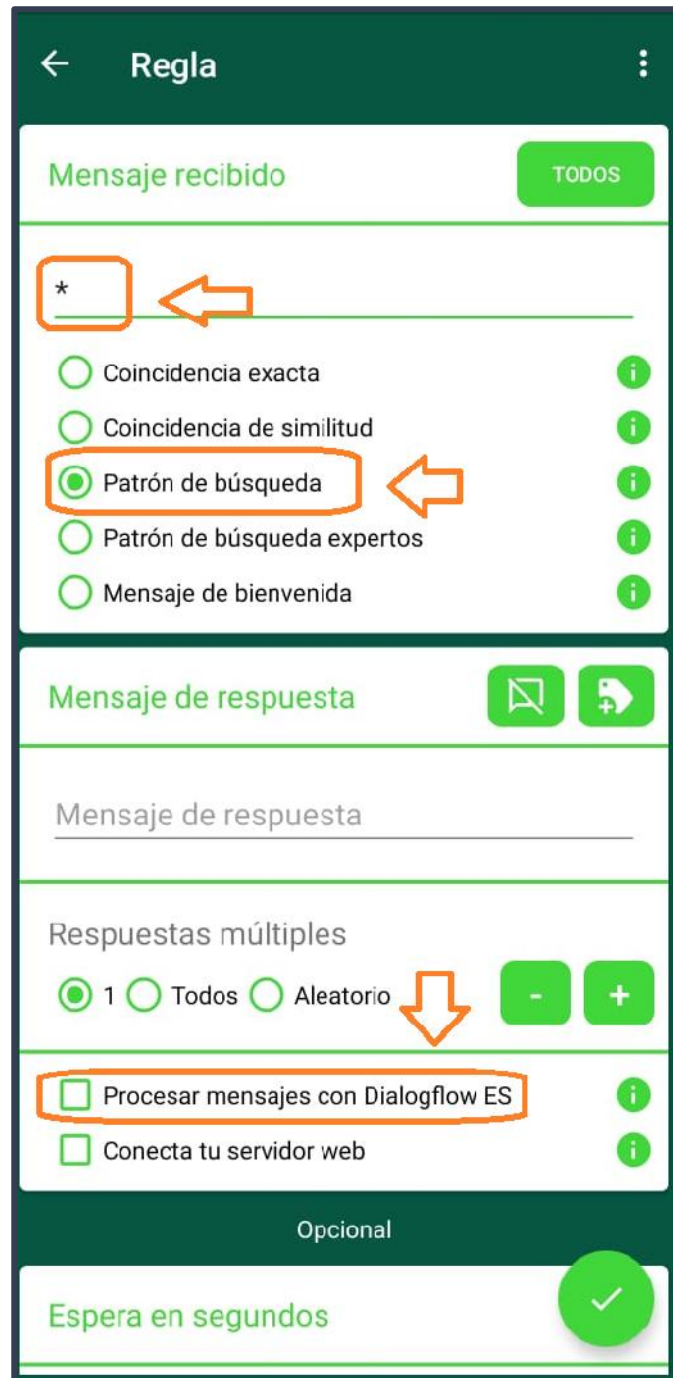 Regla
Mensaje recibido TODOS
*
Coincidencia exacta
Coincidencia de similitud
Patrón de búsqueda
Patrón de búsqueda expertos
Mensaje de bienvenida
Mensaje de respuesta
Mensaje de respuesta
Respuestas múltiples
1 Todos Aleatorio - +
Procesar mensajes con Dialogflow ES
Conecta tu servidor web
Opcional
Espera en segundos